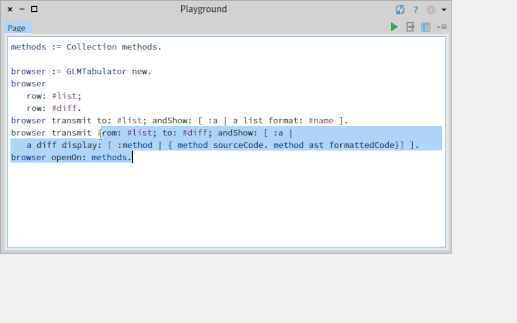 Playground
?
Page
methods := Collection methods.
browser := GLMTabulator new.
browser
row: #list;
row: #diff.
browser transmit to: #list; andShow: [ :a | a list format: #name ].
browser transmit from: #list; to: #diff; andShow: [ :a |
a diff display: [ :method | { method sourceCode. method ast formattedCode}] ].
browser openOn: methods.